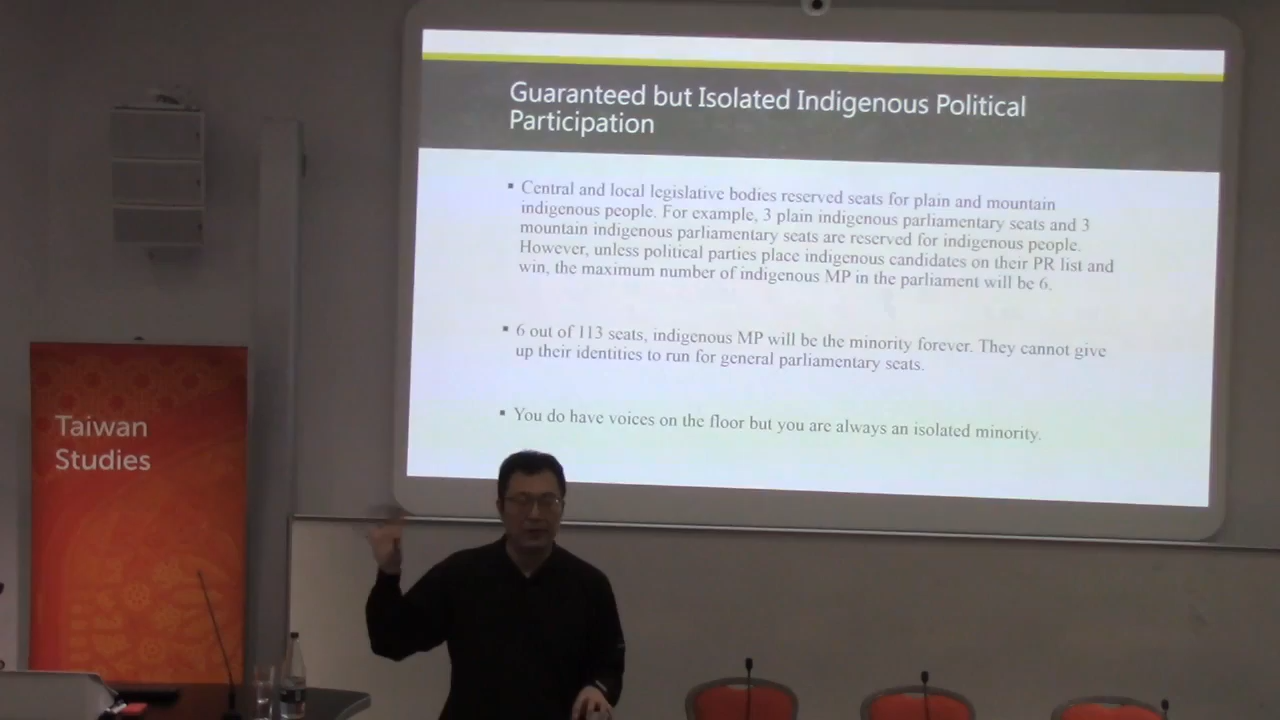 Guaranteed but Isolated Indigenous Political
Participation
▪ Central and local legislative bodies reserved seats for plain and mountain
indigenous people. For example, 3 plain indigenous parliamentary seats and 3
mountain indigenous parliamentary seats are reserved for indigenous people.
However, unless political parties place indigenous candidates on their PR list and
win, the maximum number of indigenous MP in the parliament will be 6.
▪ 6 out of 113 seats, indigenous MP will be the minority forever. They cannot give
up their identities to run for general parliamentary seats.
▪ You do have voices on the floor but you are always an isolated minority.
Taiwan
Studies